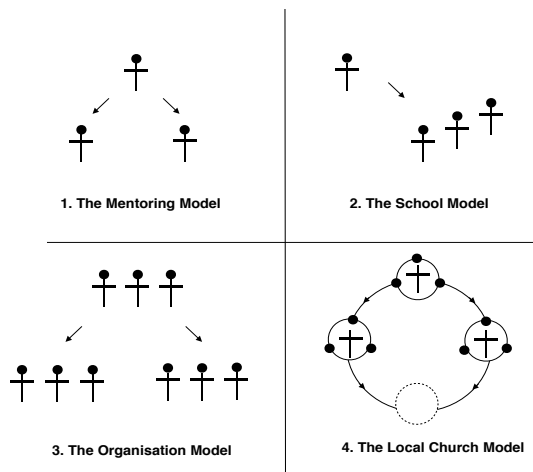 1. The Mentoring Model
2. The School Model
3. The Organisation Model
4. The Local Church Model